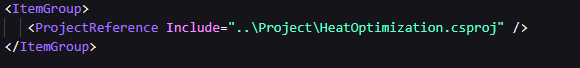 <ItemGroup>
<ProjectReference Include="..\Project\HeatOptimization.csproj" />
</ItemGroup>